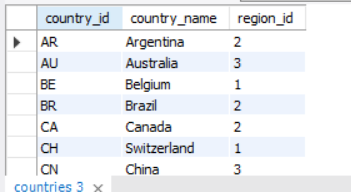 country_id country_name region_id
AR Argentina 2
AU Australia 3
BE Belgium 1
BR Brazil 2
CA Canada 2
CH Switzerland 1
CN China 3
countries 3